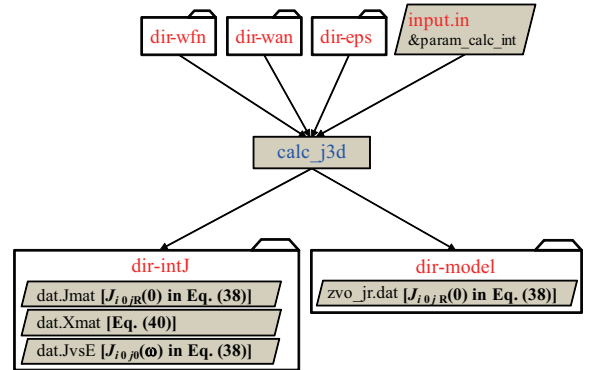 dir-wfn
dir-wan
dir-eps
input.in
&param_calc_int
calc_j3d
dir-intJ
dat.Jmat [J_{i 0 jR}(0) in Eq. (38)]
dat.Xmat [Eq. (40)]
dat.JvsE [J_{i 0 j0}(ω) in Eq. (38)]
dir-model
zvo_jr.dat [J_{i 0 j R}(0) in Eq. (38)]